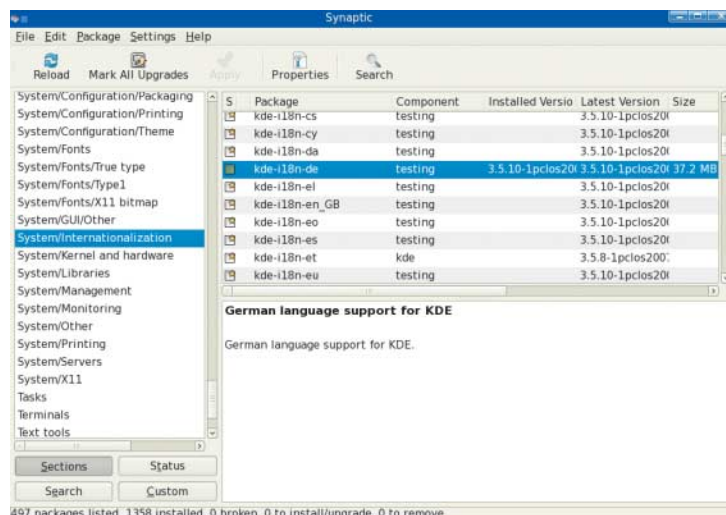 Synaptic
File Edit Package Settings Help
Reload Mark All Upgrades Apply Properties Search
System/Configuration/Packaging
System/Configuration/Printing
System/Configuration/Theme
System/Fonts
System/Fonts/True type
System/Fonts/Type1
System/Fonts/X11 bitmap
System/GUI/Other
System/Internationalization
System/Kernel and hardware
System/Libraries
System/Management
System/Monitoring
System/Other
System/Printing
System/Servers
System/X11
Tasks
Terminals
Text tools
Sections Status
Search Custom
S Package Component Installed Versio Latest Version Size
kde-i18n-cs testing 3.5.10-1pclos20(
kde-i18n-cy testing 3.5.10-1pclos20(
kde-i18n-da testing 3.5.10-1pclos20(
kde-i18n-de testing 3.5.10-1pclos20( 3.5.10-1pclos20( 37.2 MB
kde-i18n-el testing 3.5.10-1pclos20(
kde-i18n-en_GB testing 3.5.10-1pclos20(
kde-i18n-eo testing 3.5.10-1pclos20(
kde-i18n-es testing 3.5.10-1pclos20(
kde-i18n-et kde 3.5.8-1pclos2007
kde-i18n-eu testing 3.5.10-1pclos20(
German language support for KDE
German language support for KDE.
497 packages listed, 1358 installed, 0 broken, 0 to install/upgrade, 0 to remove